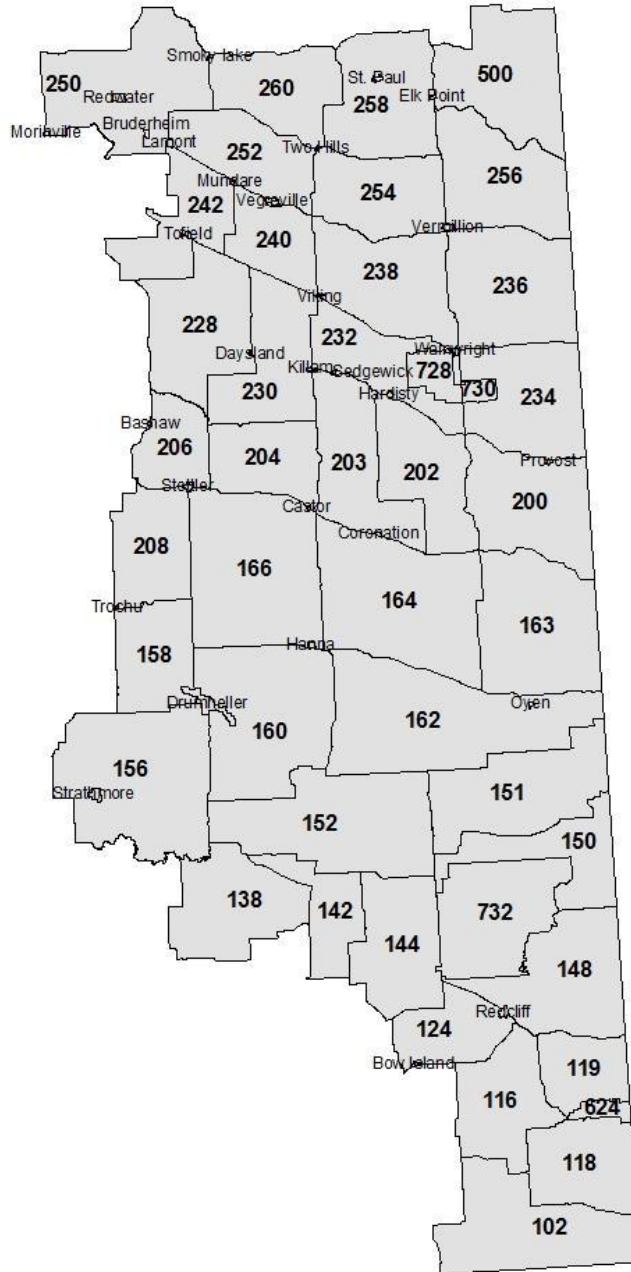 Smoky lake
250
260
St. Paul
500
Redwater
258
Elk Point
Bruderheim
Morinville
Lamont
252
Two Hills
256
Mundare
254
242
Vegreville
Tofield
240
Vermillion
238
236
Viking
228
232
Daysland
Wainwright
Killam
Sedgewick
728
230
Hardisty
730
234
Bashaw
206
204
203
202
Provost
Stettler
200
Castor
Coronation
208
166
164
163
Trochu
Hanna
158
Drumheller
Oyen
160
162
156
Strathmore
151
152
150
138
142
732
144
148
Redcliff
124
Bow Island
119
116
624
118
102